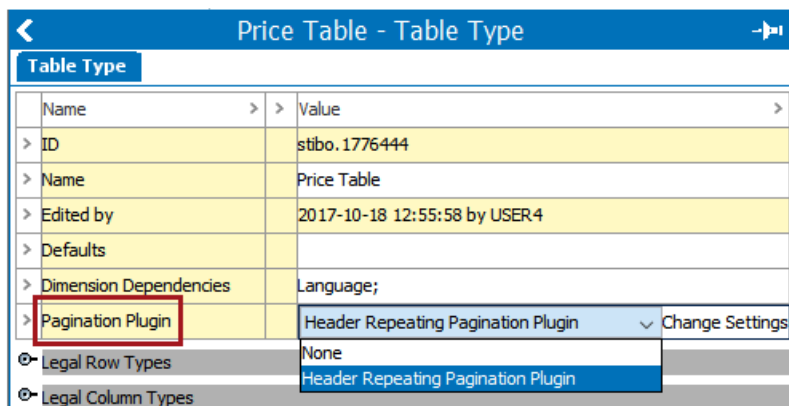 Price Table - Table Type
Table Type
Name > > Value >
> ID stibo.1776444
> Name Price Table
> Edited by 2017-10-18 12:55:58 by USER4
> Defaults
> Dimension Dependencies Language;
> Pagination Plugin Header Repeating Pagination Plugin Change Settings
None
Legal Row Types
Header Repeating Pagination Plugin
Legal Column Types